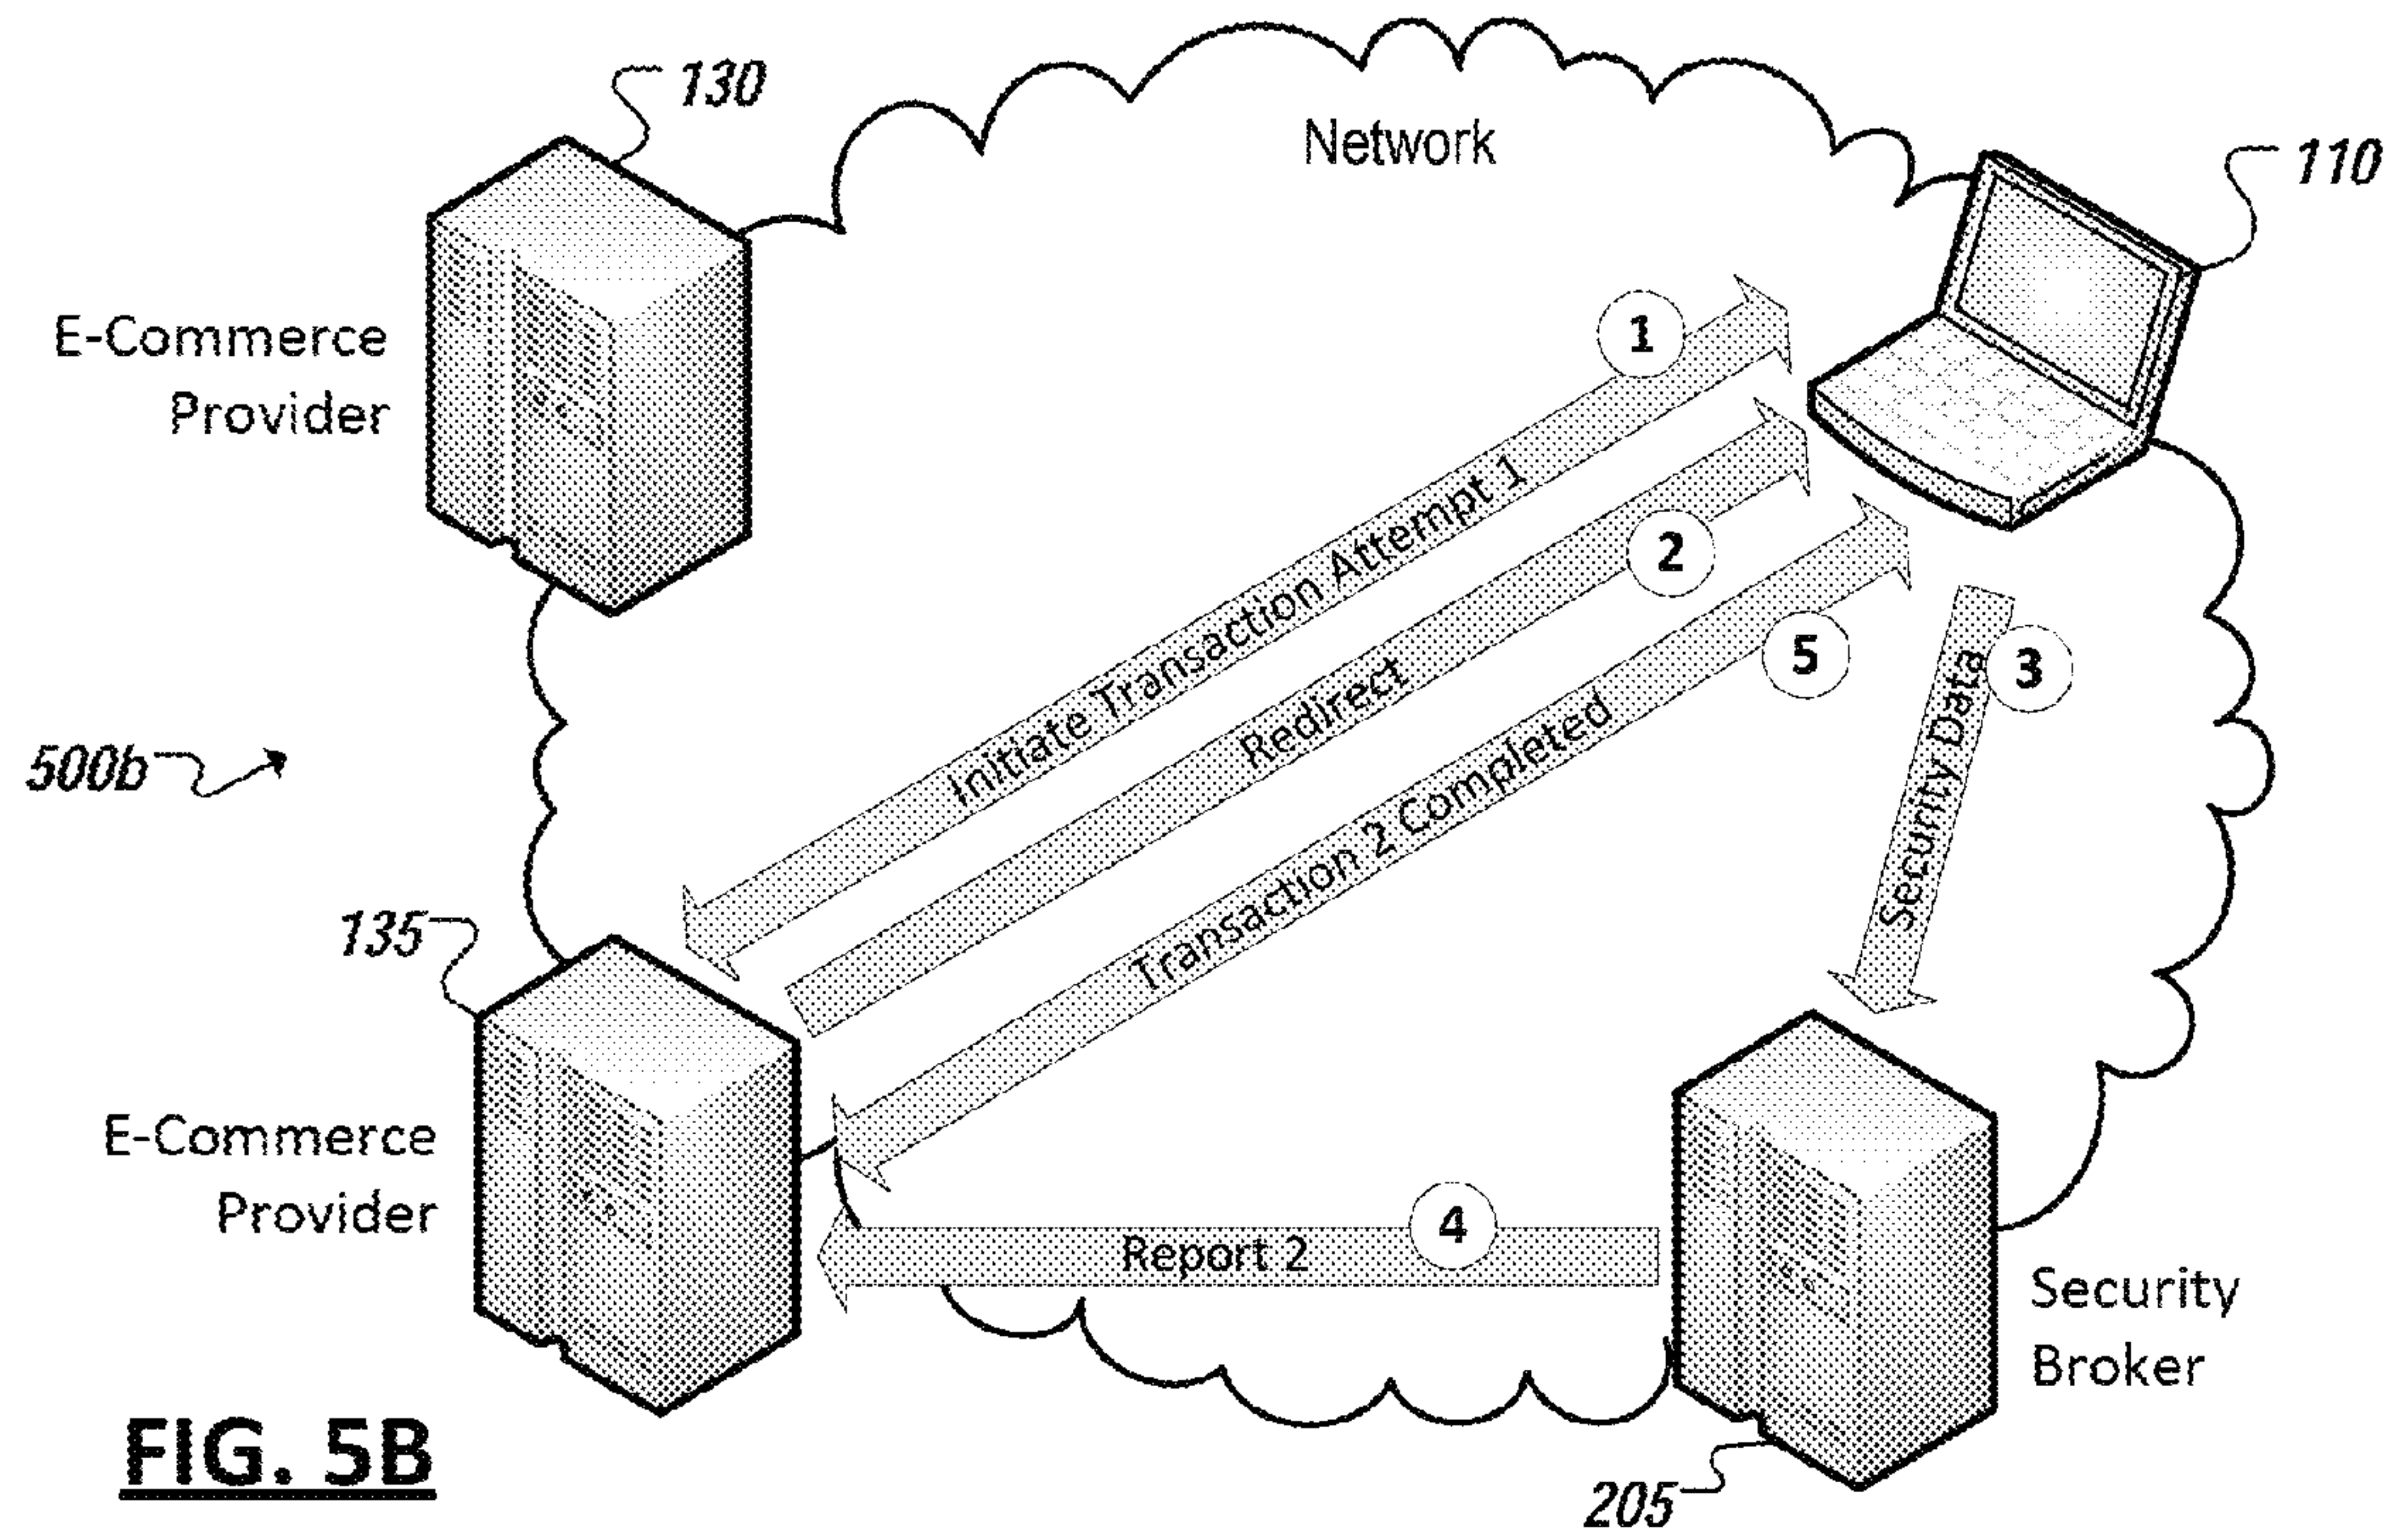 130
Network
110
E-Commerce
Provider
1
Initiate Transaction Attempt 1
2
Redirect
5
Transaction 2 Completed
3
Security Data
500b
135
E-Commerce
Provider
4
Report 2
Security
Broker
205
FIG. 5B